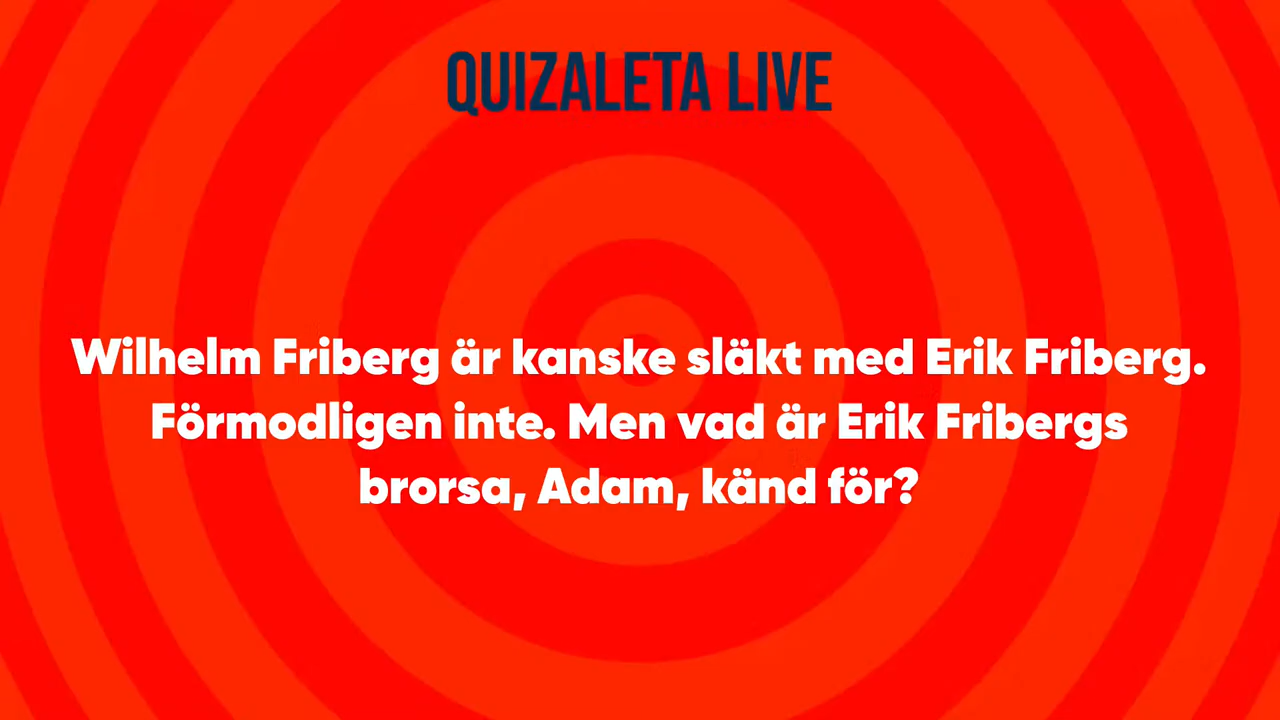 QUIZALETA LIVE
Wilhelm Friberg är kanske släkt med Erik Friberg.
Förmodligen inte. Men vad är Erik Fribergs
brorsa, Adam, känd för?